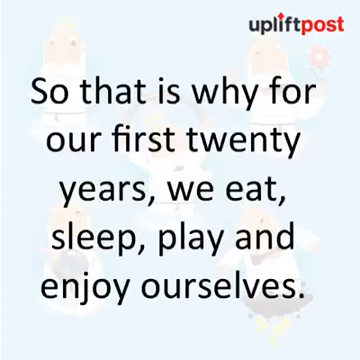 upliftpost
So that is why for
our first twenty
years, we eat,
sleep, play and
enjoy ourselves.